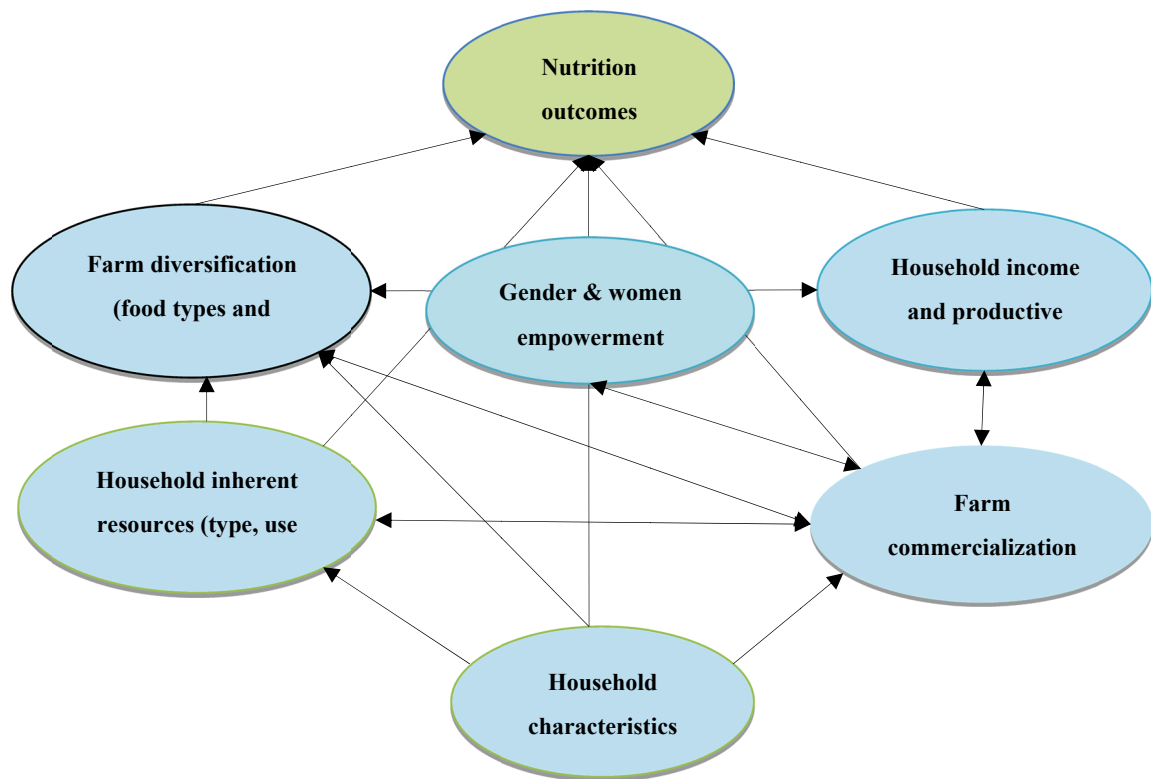 Nutrition
outcomes
Farm diversification
(food types and
Gender & women
empowerment
Household income
and productive
Household inherent
resources (type, use
Farm
commercialization
Household
characteristics